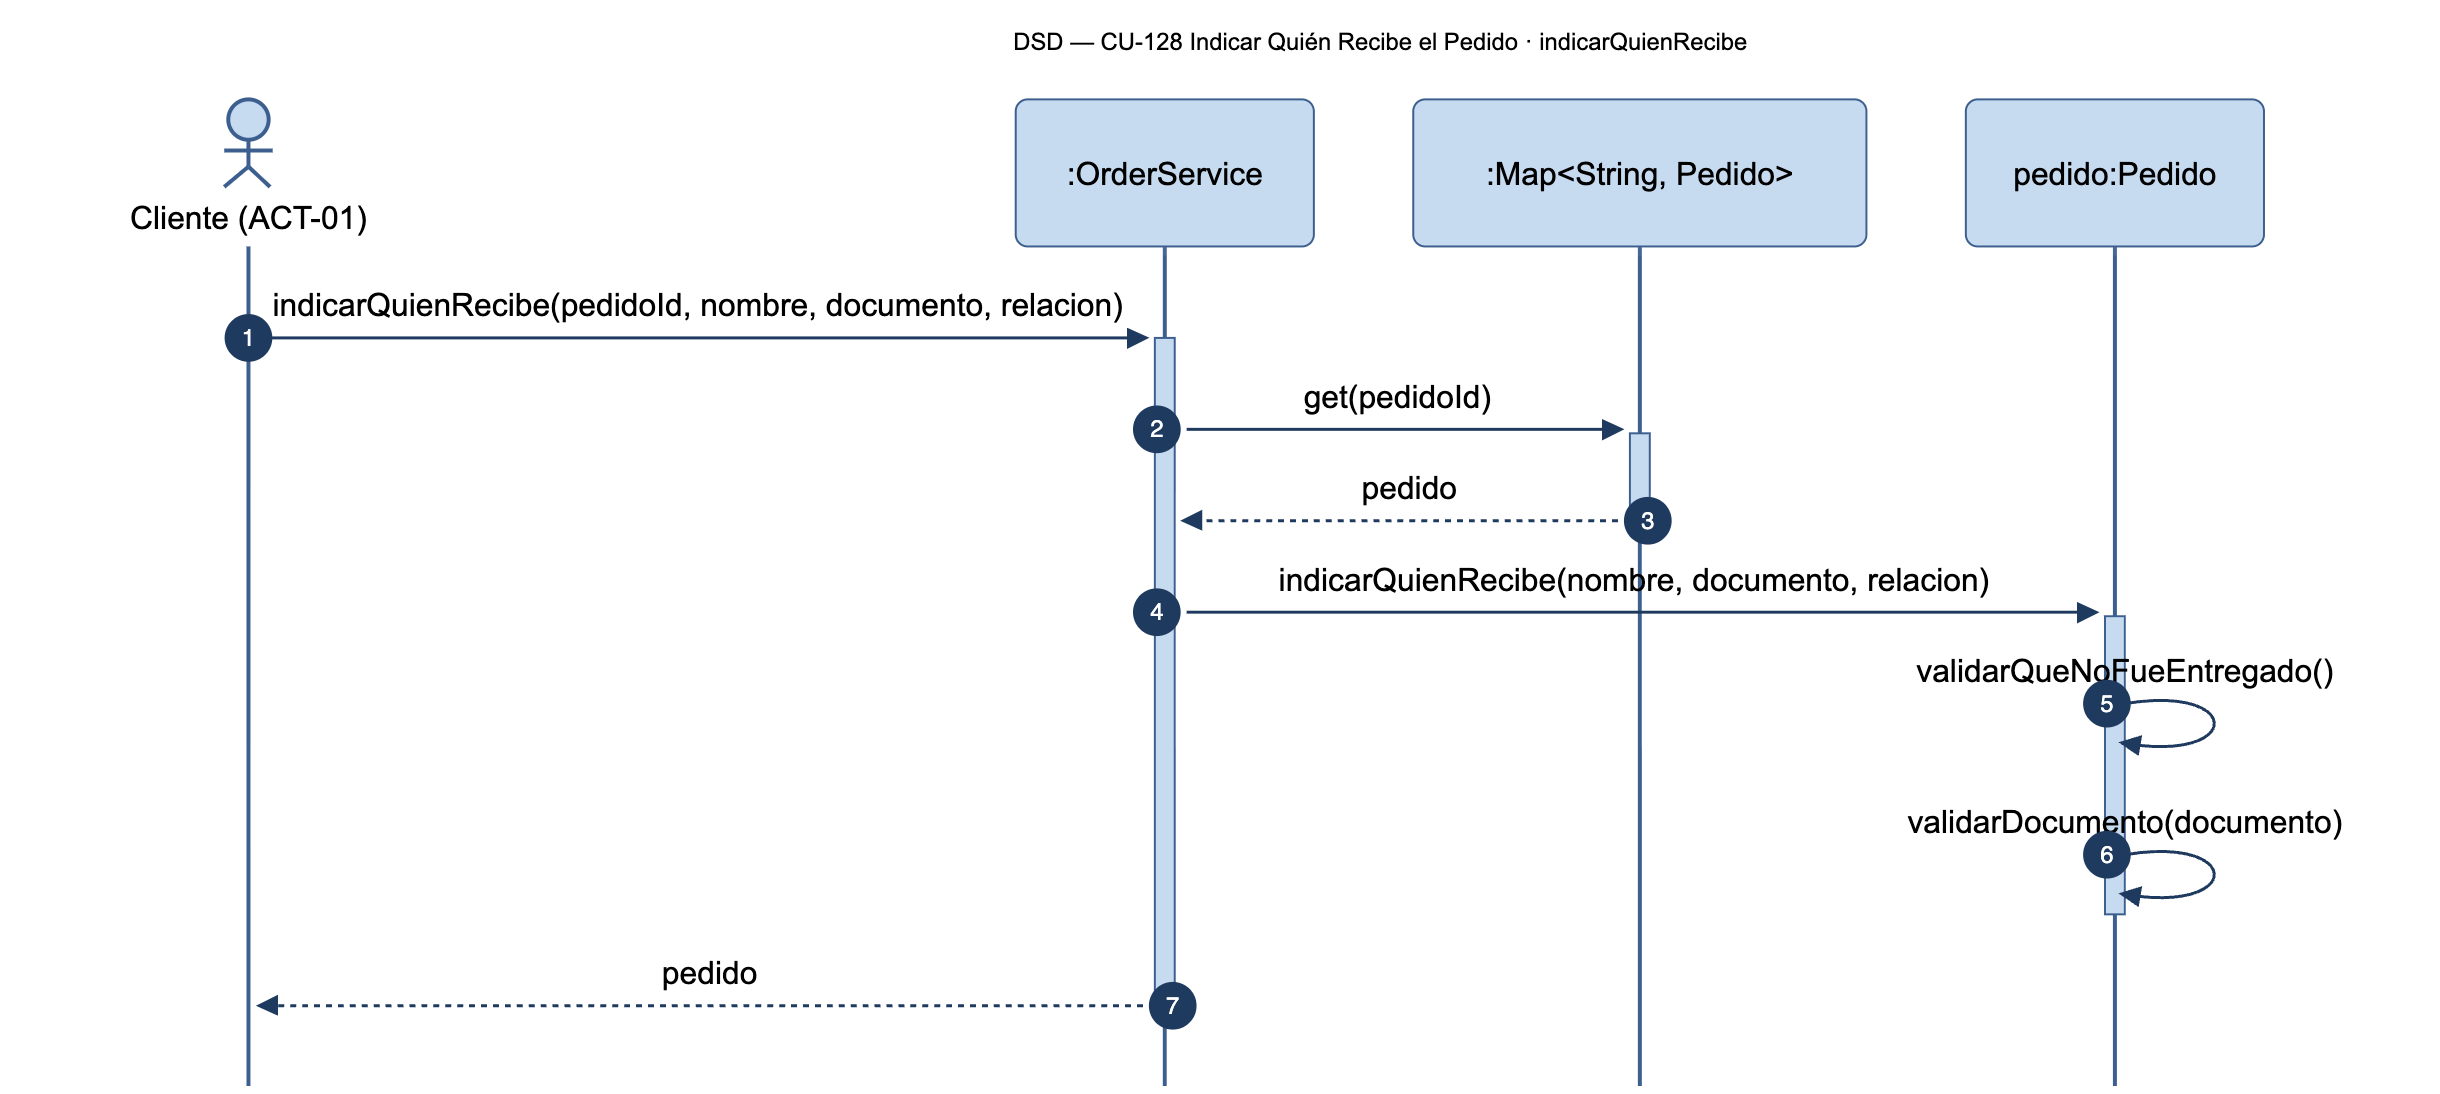 DSD — CU-128 Indicar Quién Recibe el Pedido · indicarQuienRecibe
Cliente (ACT-01)
:OrderService
:Map<String, Pedido>
pedido:Pedido
indicarQuienRecibe(pedidoId, nombre, documento, relacion)
1
get(pedidoId)
2
pedido
3
indicarQuienRecibe(nombre, documento, relacion)
4
validarQueNoFueEntregado()
5
validarDocumento(documento)
6
pedido
7